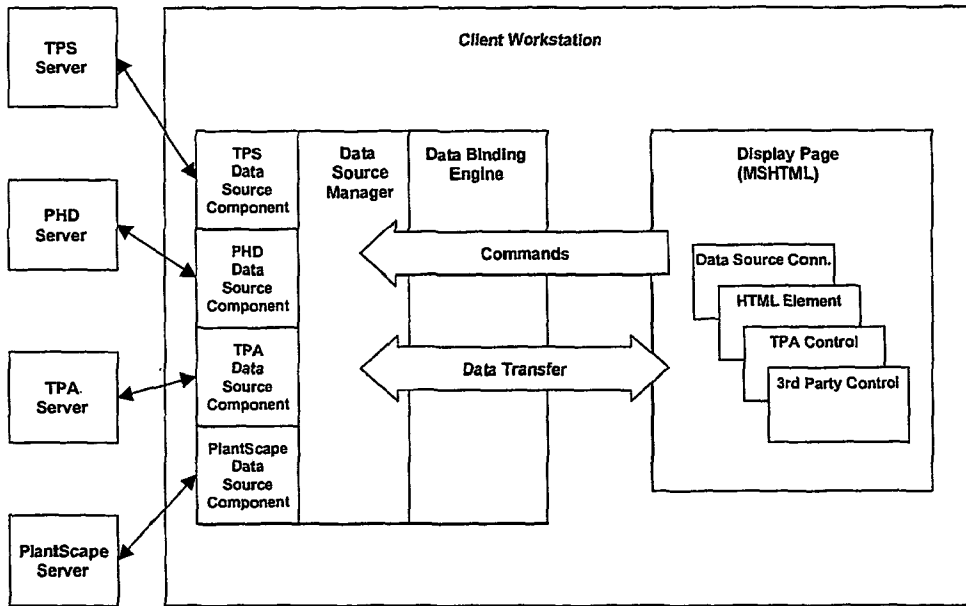 Client Workstation
TPS
Server
PHD
Server
TPA.
Server
PlantScape
Server
TPS
Data
Source
Component
PHD
Data
Source
Component
TPA
Data
Source
Component
PlantScape
Data
Source
Component
Data
Source
Manager
Data Binding
Engine
Commands
Data Transfer
Display Page
(MSHTML)
Data Source Conn.
HTML Element
TPA Control
3rd Party Control